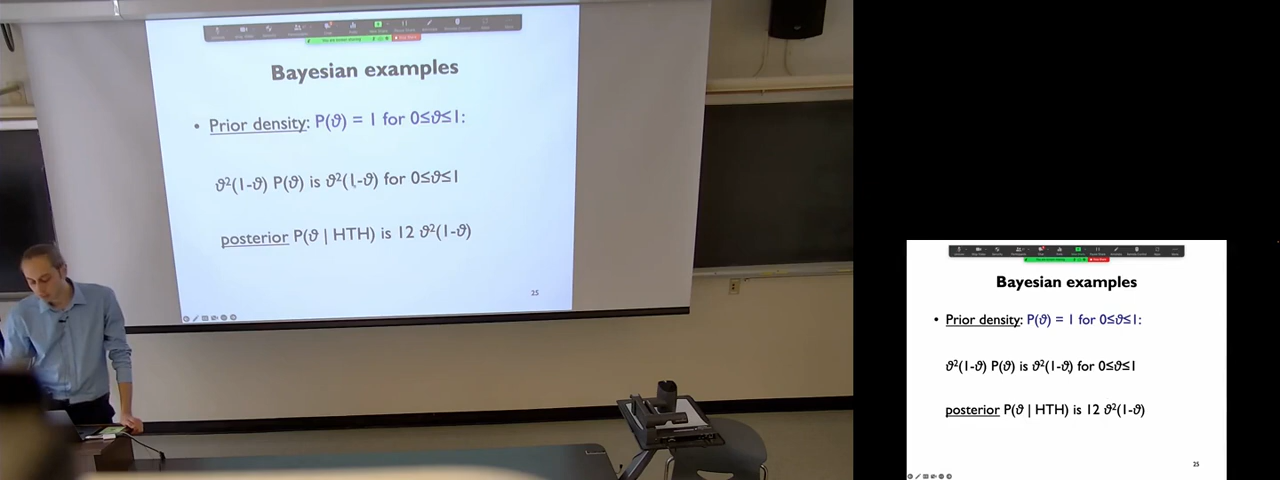 Bayesian examples
• Prior density: P(ϑ) = 1 for 0≤ϑ≤1:
ϑ²(1-ϑ) P(ϑ) is ϑ²(1-ϑ) for 0≤ϑ≤1
posterior P(ϑ | HTH) is 12 ϑ²(1-ϑ)
25
Bayesian examples
• Prior density: P(ϑ) = 1 for 0≤ϑ≤1:
ϑ²(1-ϑ) P(ϑ) is ϑ²(1-ϑ) for 0≤ϑ≤1
posterior P(ϑ | HTH) is 12 ϑ²(1-ϑ)
25